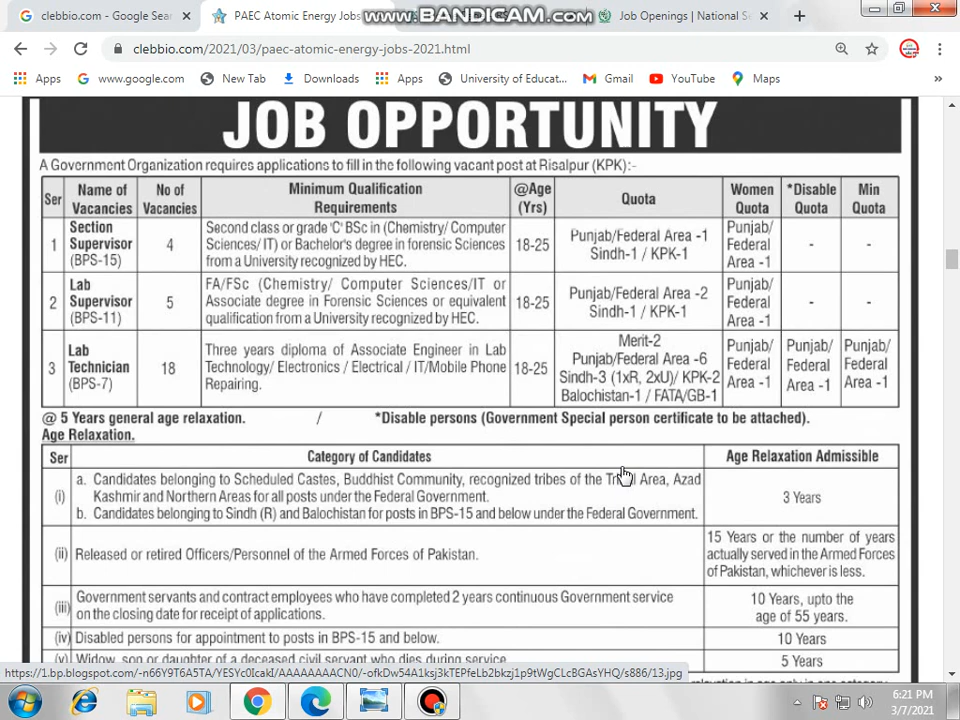 clebbio.com - Google Sear
PAEC Atomic Energy Jobs
www.BANDICAM.com
Job Openings | National S
clebbio.com/2021/03/paec-atomic-energy-jobs-2021.html
Apps www.google.com New Tab Downloads Apps University of Educat... Gmail YouTube Maps »
JOB OPPORTUNITY
A Government Organization requires applications to fill in the following vacant post at Risalpur (KPK):-
Ser Name of Vacancies No of Vacancies Minimum Qualification Requirements @Age (Yrs) Quota Women Quota *Disable Quota Min Quota
1 Section Supervisor (BPS-15) 4 Second class or grade 'C' BSc in (Chemistry/ Computer Sciences/ IT) or Bachelor's degree in forensic Sciences from a University recognized by HEC. 18-25 Punjab/Federal Area -1 Sindh-1 / KPK-1 Punjab/ Federal Area -1 - -
2 Lab Supervisor (BPS-11) 5 FA/FSc (Chemistry/ Computer Sciences/IT or Associate degree in Forensic Sciences or equivalent qualification from a University recognized by HEC. 18-25 Punjab/Federal Area -2 Sindh-1 / KPK-1 Punjab/ Federal Area -1 - -
3 Lab Technician (BPS-7) 18 Three years diploma of Associate Engineer in Lab Technology/ Electronics / Electrical / IT/Mobile Phone Repairing. 18-25 Merit-2 Punjab/Federal Area -6 Sindh-3 (1xR, 2xU)/ KPK-2 Balochistan-1 / FATA/GB-1 Punjab/ Federal Area -1 Punjab/ Federal Area -1 Punjab/ Federal Area -1
@ 5 Years general age relaxation. / *Disable persons (Government Special person certificate to be attached).
Age Relaxation.
Ser Category of Candidates Age Relaxation Admissible
(i) a. Candidates belonging to Scheduled Castes, Buddhist Community, recognized tribes of the Area, Azad
Kashmir and Northern Areas for all posts under the Federal Government. 3 Years
b. Candidates belonging to Sindh (R) and Balochistan for posts in BPS-15 and below under the Federal Government.
(ii) Released or retired Officers/Personnel of the Armed Forces of Pakistan. 15 Years or the number of years actually served in the Armed Forces of Pakistan, whichever is less.
(iii) Government servants and contract employees who have completed 2 years continuous Government service on the closing date for receipt of applications. 10 Years, upto the age of 55 years.
(iv) Disabled persons for appointment to posts in BPS-15 and below. 10 Years
(v) Widow, son or daughter of a deceased civil servant who dies during service 5 Years
6:21 PM
3/7/2021